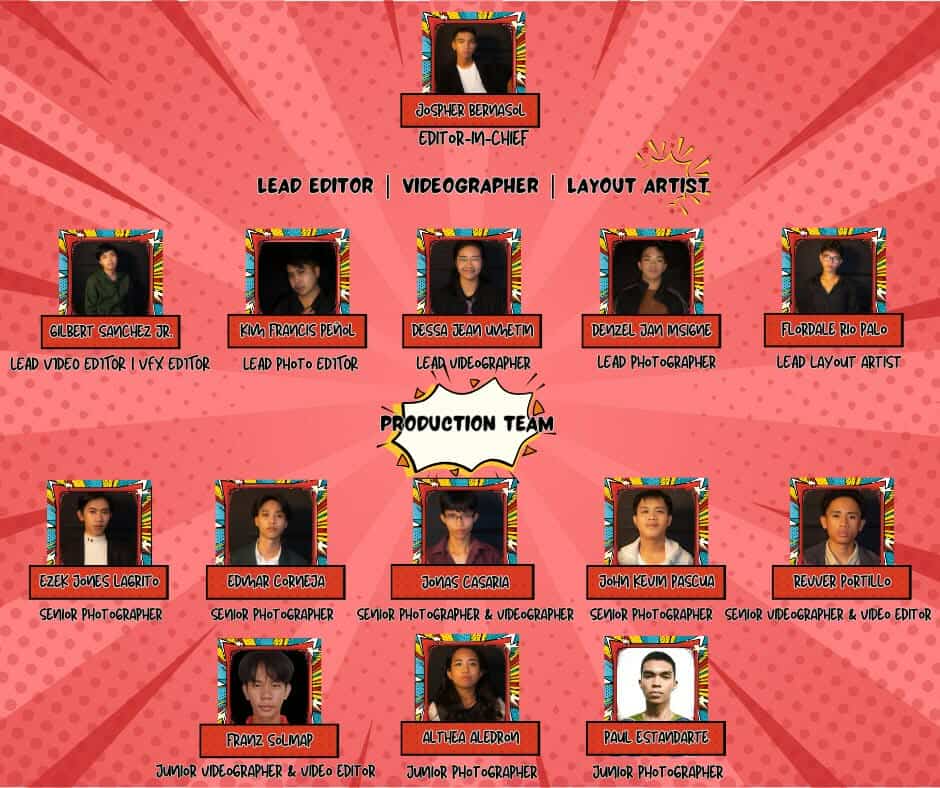 JOSPHER BERNASOL
EDITOR-IN-CHIEF
LEAD EDITOR | VIDEOGRAPHER | LAYOUT ARTIST
GILBERT SANCHEZ JR.
KIM FRANCIS PEÑOL
DESSA JEAN UMETIN
DENZEL JAN INSIGNE
FLORDALE RIO PALO
LEAD VIDEO EDITOR | VFX EDITOR
LEAD PHOTO EDITOR
LEAD VIDEOGRAPHER
LEAD PHOTOGRAPHER
LEAD LAYOUT ARTIST
PRODUCTION TEAM
EZEK JONES LAGRITO
EDMAR CORNEJA
JONAS CASARIA
JOHN KEVIN PASCUA
REVVER PORTILLO
SENIOR PHOTOGRAPHER
SENIOR PHOTOGRAPHER
SENIOR PHOTOGRAPHER & VIDEOGRAPHER
SENIOR PHOTOGRAPHER
SENIOR VIDEOGRAPHER & VIDEO EDITOR
FRANZ SOLMAP
ALTHEA ALEDRON
PAUL ESTANDARTE
JUNIOR VIDEOGRAPHER & VIDEO EDITOR
JUNIOR PHOTOGRAPHER
JUNIOR PHOTOGRAPHER